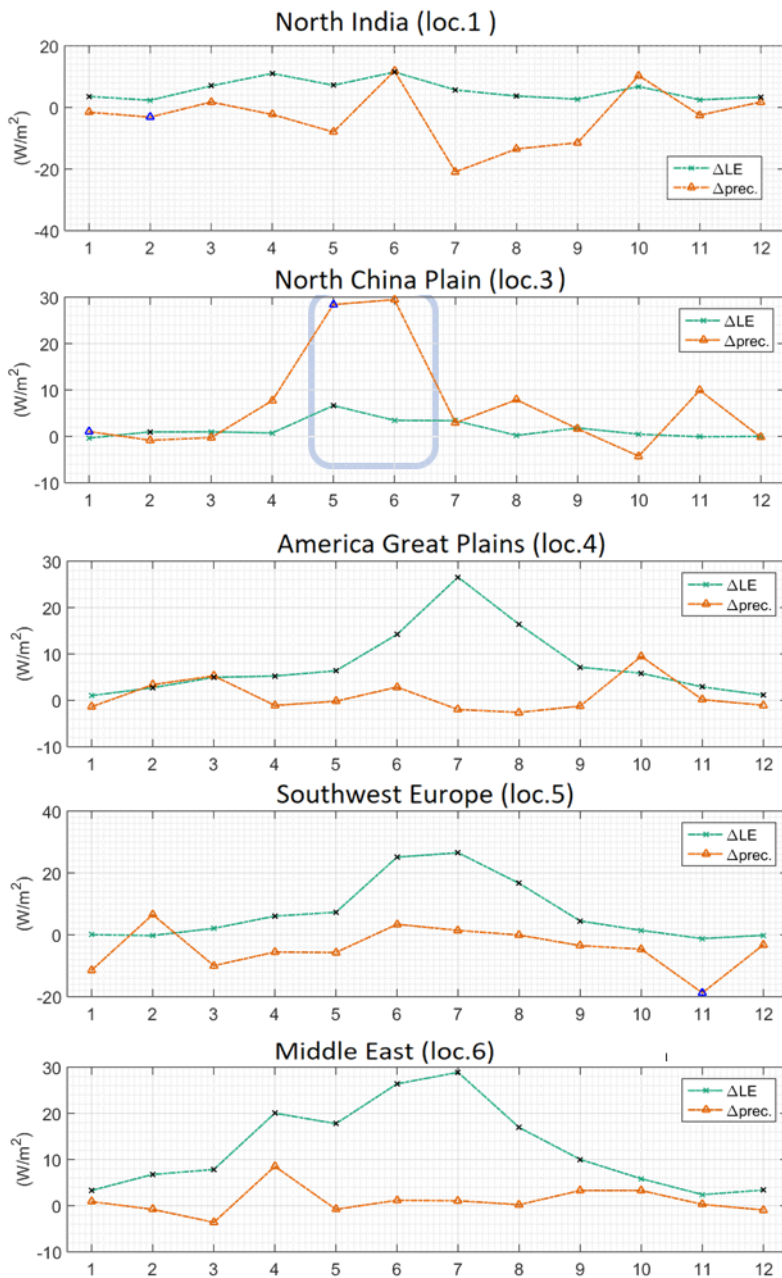 North India (loc.1 )
20
0
-20
-40
(W/m²)
ΔLE
Δprec.
1 2 3 4 5 6 7 8 9 10 11 12
North China Plain (loc.3 )
30
20
10
0
-10
(W/m²)
ΔLE
Δprec.
1 2 3 4 5 6 7 8 9 10 11 12
America Great Plains (loc.4)
30
20
10
0
-10
(W/m²)
ΔLE
Δprec.
1 2 3 4 5 6 7 8 9 10 11 12
Southwest Europe (loc.5)
40
20
0
-20
(W/m²)
ΔLE
Δprec.
1 2 3 4 5 6 7 8 9 10 11 12
Middle East (loc.6)
30
20
10
0
-10
(W/m²)
ΔLE
Δprec.
1 2 3 4 5 6 7 8 9 10 11 12